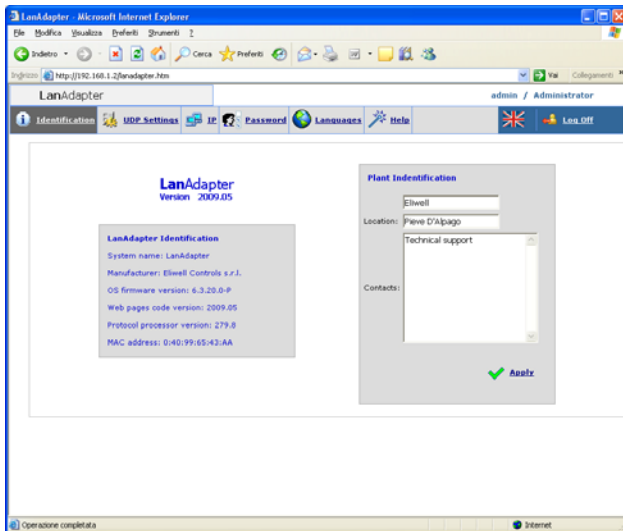 LanAdapter - Microsoft Internet Explorer
File Modifica Visualizza Preferiti Strumenti ?
Indietro Cerca Preferiti
Indirizzo http://192.168.1.2/lanadapter.htm Vai Collegamenti »
LanAdapter admin / Administrator
Identification UDP Settings IP Password Languages Help Log Off
LanAdapter
Version 2009.05
LanAdapter Identification
System name: LanAdapter
Manufacturer: Eliwell Controls s.r.l.
OS firmware version: 6.3.20.0-P
Web pages code version: 2009.05
Protocol processor version: 279.0
MAC address: 0:40:99:65:43:AA
Plant Indentification
Eliwell
Location: Pieve D'Alpago
Technical support
Contacts:
Apply
Operazione completata Internet